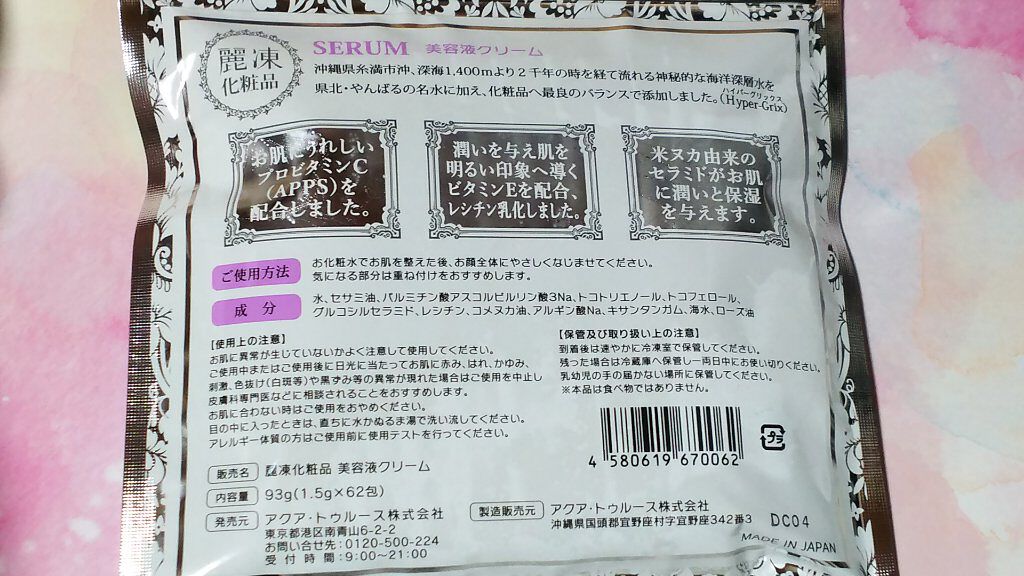 麗凍
化粧品
SERUM 美容液クリーム
沖縄県糸満市沖、深海1,400mより2千年の時を経て流れる神秘的な海洋深層水を
県北・やんばるの名水に加え、化粧品へ最良のバランスで添加しました。(Hyper-Grix)
ハイパーグリックス
お肌にうれしい
プロビタミンC
(APPS)を
配合しました。
潤いを与え肌を
明るい印象へ導く
ビタミンEを配合、
レシチン乳化しました。
米ヌカ由来の
セラミドがお肌
に潤いと保湿
を与えます。
ご使用方法
お化粧水でお肌を整えた後、お顔全体にやさしくなじませてください。
気になる部分は重ね付けをおすすめします。
成分
水、セサミ油、パルミチン酸アスコルビルリン酸3Na、トコトリエノール、トコフェロール、
グルコシルセラミド、レシチン、コメヌカ油、アルギン酸Na、キサンタンガム、海水、ローズ油
【使用上の注意】
お肌に異常が生じていないかよく注意して使用してください。
ご使用中またはご使用後に日光に当たってお肌に赤み、はれ、かゆみ、
刺激、色抜け(白斑等)や黒ずみ等の異常が現れた場合はご使用を中止し
皮膚科専門医などに相談されることをおすすめします。
お肌に合わない時はご使用をおやめください。
目の中に入ったときは、直ちに水かぬるま湯で洗い流してください。
アレルギー体質の方はご使用前に使用テストを行ってください。
【保管及び取り扱い上の注意】
到着後は速やかに冷凍室で保管してください。
残った場合は冷蔵庫へ保管し一両日中にお使い切りください。
乳幼児の手の届かない場所に保管してください。
※本品は食べ物ではありません。
4 580619 670062
プラ
販売名 麗凍化粧品 美容液クリーム
内容量 93g(1.5g×62包)
発売元 アクア・トゥルース株式会社
東京都港区南青山6-2-2
お問い合せ先:0120-500-224
受付時間:9:00~21:00
製造販売元 アクア・トゥルース株式会社
沖縄県国頭郡宜野座村字宜野座342番3
DC04
MADE IN JAPAN